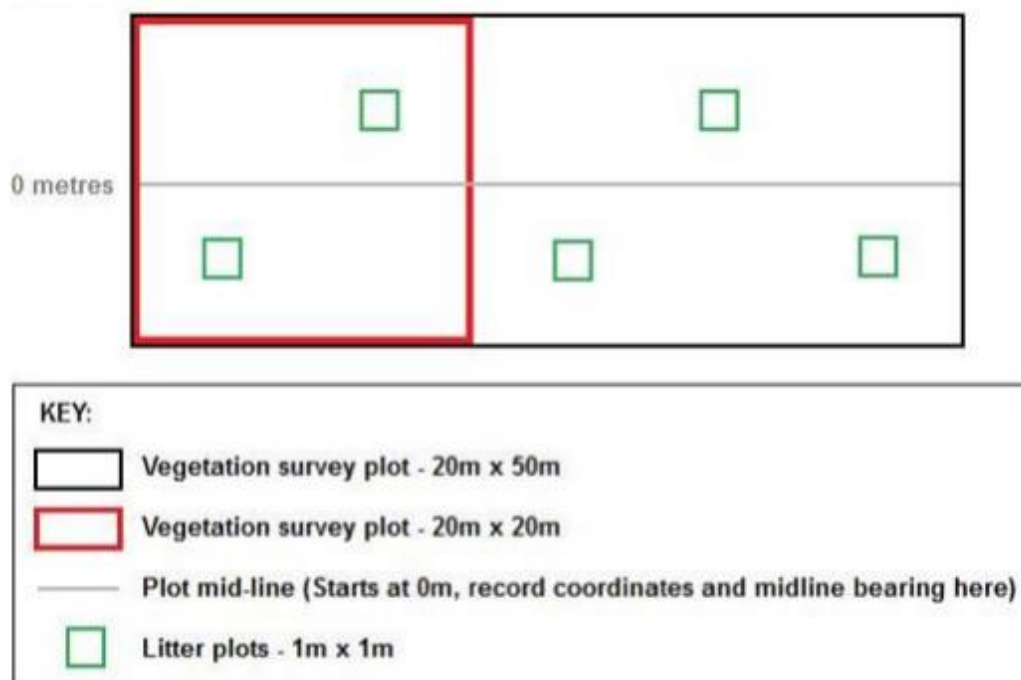 0 metres
KEY:
Vegetation survey plot - 20m x 50m
Vegetation survey plot - 20m x 20m
Plot mid-line (Starts at 0m, record coordinates and midline bearing here)
Litter plots - 1m x 1m